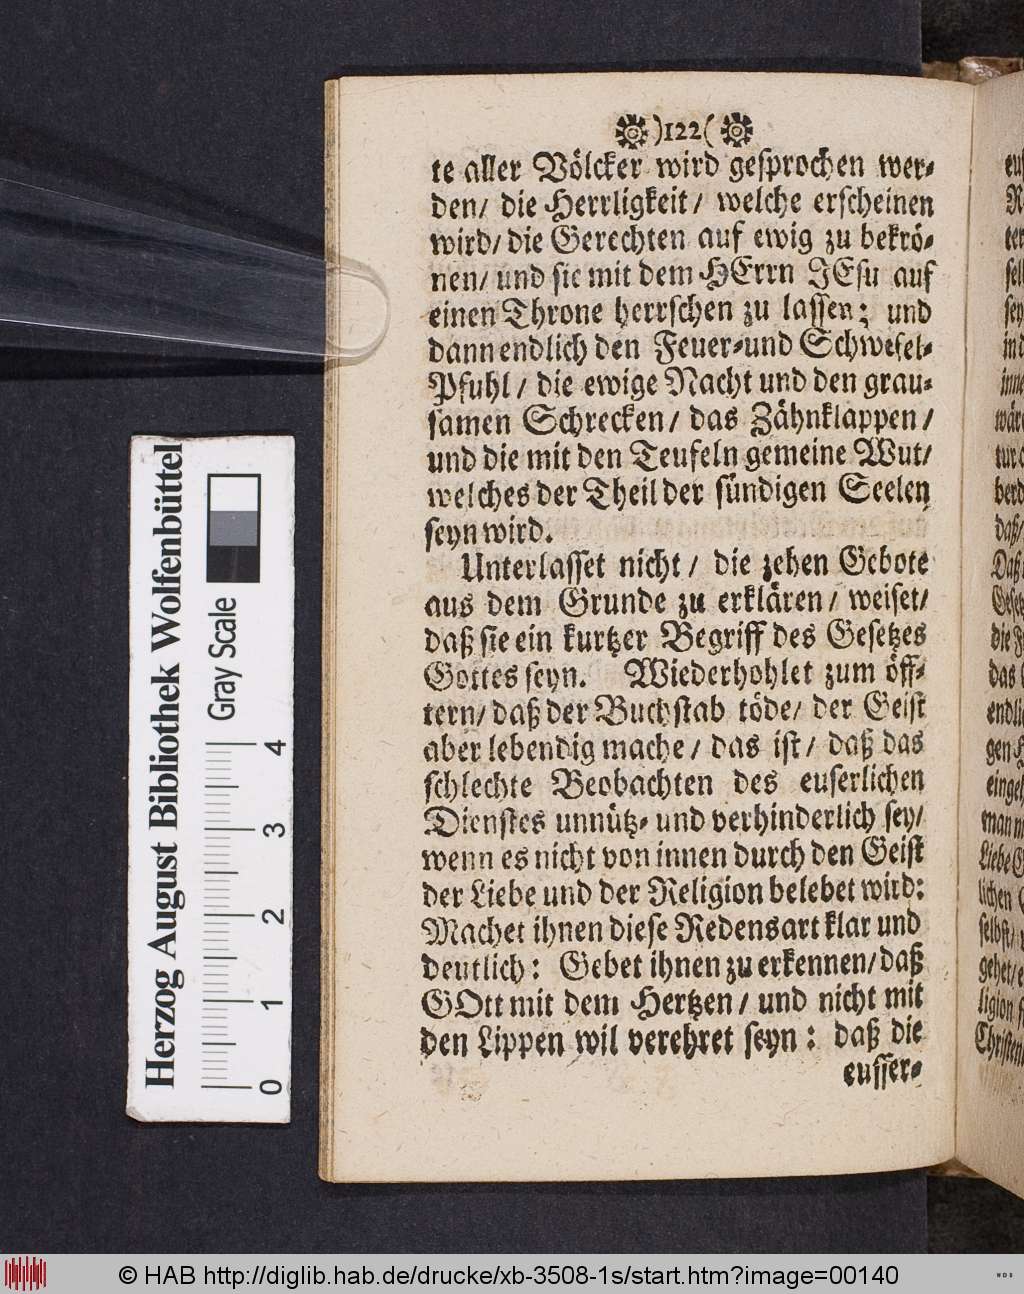 )122(
te aller Völcker wird gesprochen wer-
den/ die Herrligkeit/ welche erscheinen
wird/ die Gerechten auf ewig zu bekrö-
nen/ und sie mit dem HErrn JEsu auf
einen Throne herrschen zu lassen; und
dann endlich den Feuer-und Schwefel-
Pfuhl/ die ewige Nacht und den grau-
samen Schrecken/ das Zähnklappen/
und die mit den Teufeln gemeine Wut/
welches der Theil der sündigen Seelen
seyn wird.
Unterlasset nicht/ die zehen Gebote
aus dem Grunde zu erklären/ weiset/
daß sie ein kurtzer Begriff des Gesetzes
Gottes seyn. Wiederhohlet zum öff-
tern/ daß der Buchstab töde/ der Geist
aber lebendig mache/ das ist/ daß das
schlechte Beobachten des euserlichen
Dienstes unnütz- und verhinderlich sey/
wenn es nicht von innen durch den Geist
der Liebe und der Religion belebet wird:
Machet ihnen diese Redensart klar und
deutlich: Gebet ihnen zu erkennen/ daß
GOtt mit dem Hertzen/ und nicht mit
den Lippen wil verehret seyn: daß die
eusser-
Herzog August Bibliothek Wolfenbüttel
Gray Scale
0 1 2 3 4
© HAB http://diglib.hab.de/drucke/xb-3508-1s/start.htm?image=00140